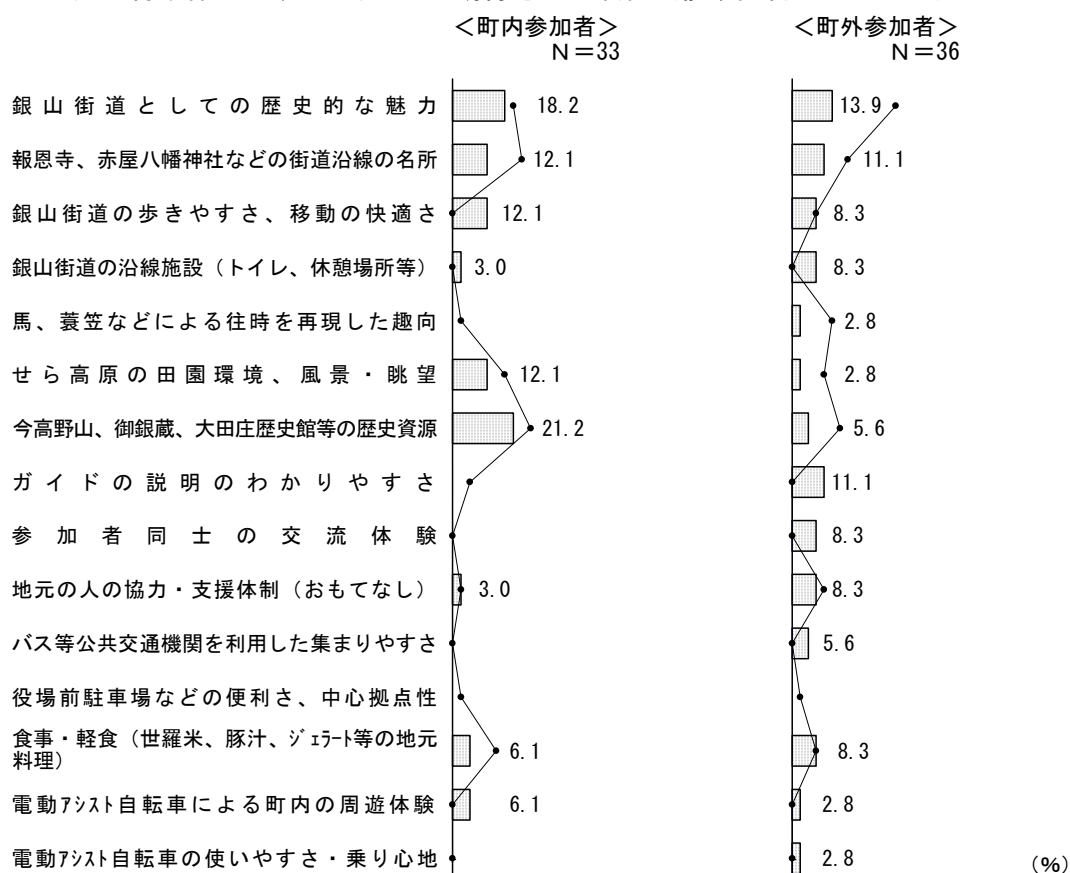 ＜町内参加者＞ ＜町外参加者＞
N＝33 N＝36
銀山街道としての歴史的な魅力 18.2 13.9
報恩寺、赤屋八幡神社などの街道沿線の名所 12.1 11.1
銀山街道の歩きやすさ、移動の快適さ 12.1 8.3
銀山街道の沿線施設（トイレ、休憩場所等） 3.0 8.3
馬、蓑笠などによる往時を再現した趣向 2.8
せら高原の田園環境、風景・眺望 12.1 2.8
今高野山、御銀蔵、大田庄歴史館等の歴史資源 21.2 5.6
ガイドの説明のわかりやすさ 11.1
参加者同士の交流体験 8.3
地元の人の協力・支援体制（おもてなし） 3.0 8.3
バス等公共交通機関を利用した集まりやすさ 5.6
役場前駐車場などの便利さ、中心拠点性
食事・軽食（世羅米、豚汁、ｼﾞｪﾗｰﾄ等の地元
料理） 6.1 8.3
電動ｱｼｽﾄ自転車による町内の周遊体験 6.1 2.8
電動ｱｼｽﾄ自転車の使いやすさ・乗り心地 2.8 （%）